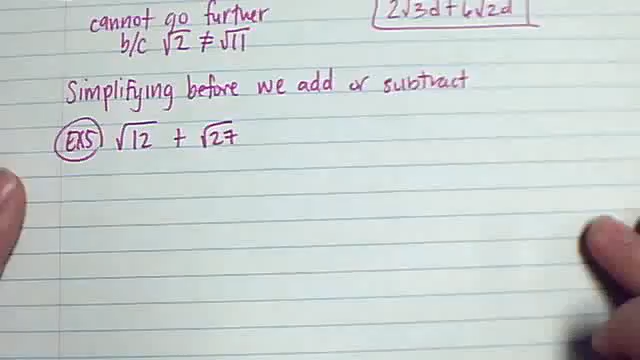 cannot go further
b/c √2 ≠ √11
2√3d + 6√2d
Simplifying before we add or subtract
EX5 √12 + √27